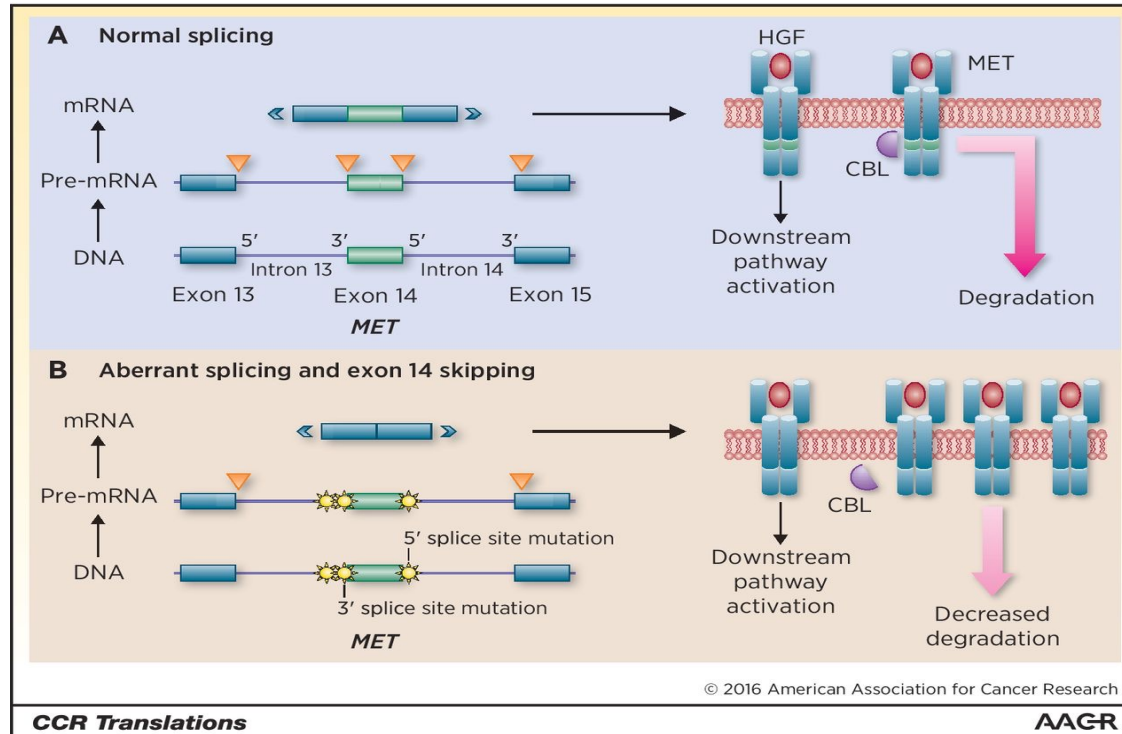 A Normal splicing
HGF
MET
mRNA
Pre-mRNA
CBL
DNA
5′ 3′ 5′ 3′
Intron 13 Intron 14
Exon 13 Exon 14 Exon 15
MET
Downstream
pathway
activation
Degradation
B Aberrant splicing and exon 14 skipping
mRNA
Pre-mRNA
CBL
5′ splice site mutation
DNA
3′ splice site mutation
MET
Downstream
pathway
activation
Decreased
degradation
© 2016 American Association for Cancer Research
CCR Translations
AACR